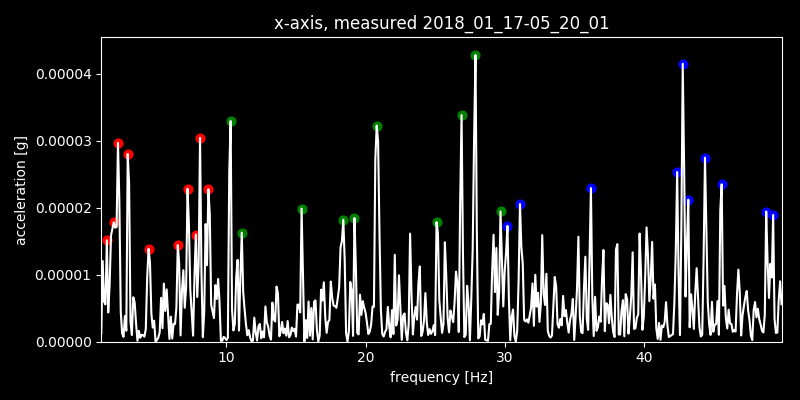 x-axis, measured 2018_01_17-05_20_01
0.00004
0.00003
0.00002
0.00001
0.00000
acceleration [g]
10 20 30 40
frequency [Hz]